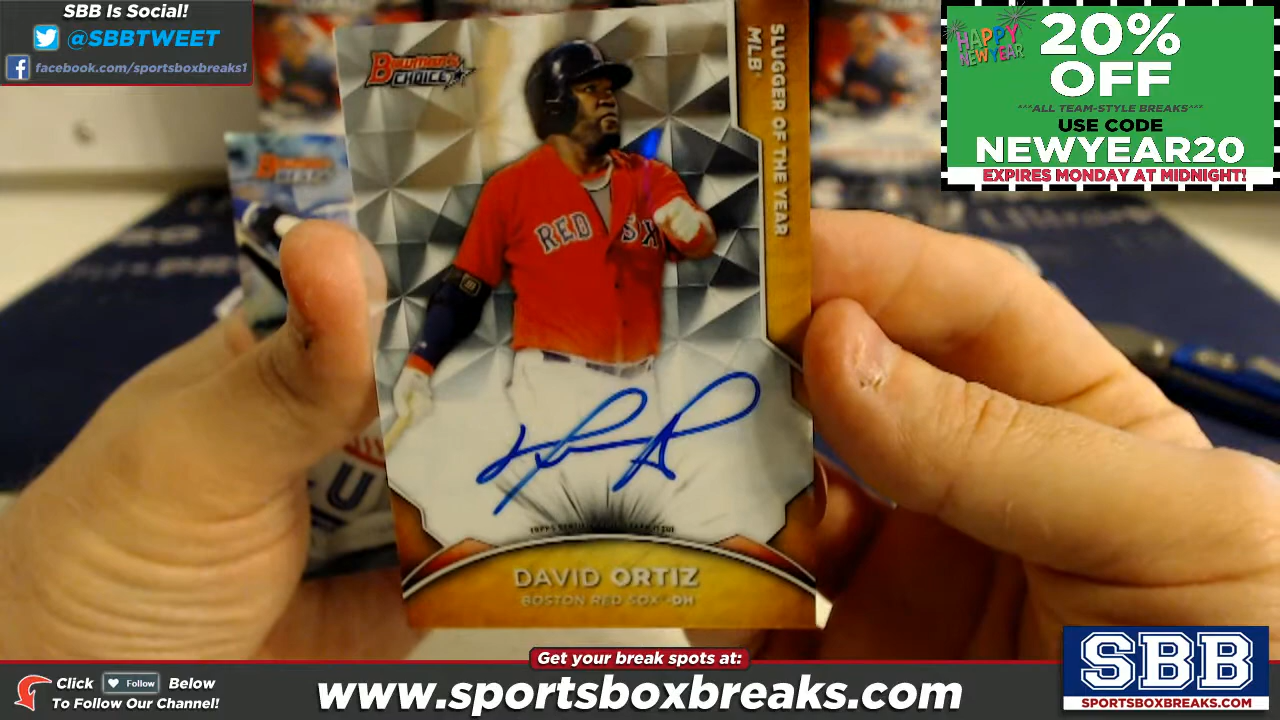 SBB Is Social!
@SBBTWEET
facebook.com/sportsboxbreaks1
HAPPY
NEW YEAR
20%
OFF
***ALL TEAM-STYLE BREAKS***
USE CODE
NEWYEAR20
EXPIRES MONDAY AT MIDNIGHT!
Bowman's
CHOICE
SLUGGER OF THE YEAR
MLB
Bowman's
BEST
RED SOX
DAVID ORTIZ
BOSTON RED SOX® - DH
Get your break spots at:
Click Follow Below
To Follow Our Channel!
www.sportsboxbreaks.com
SBB
SPORTSBOXBREAKS.COM